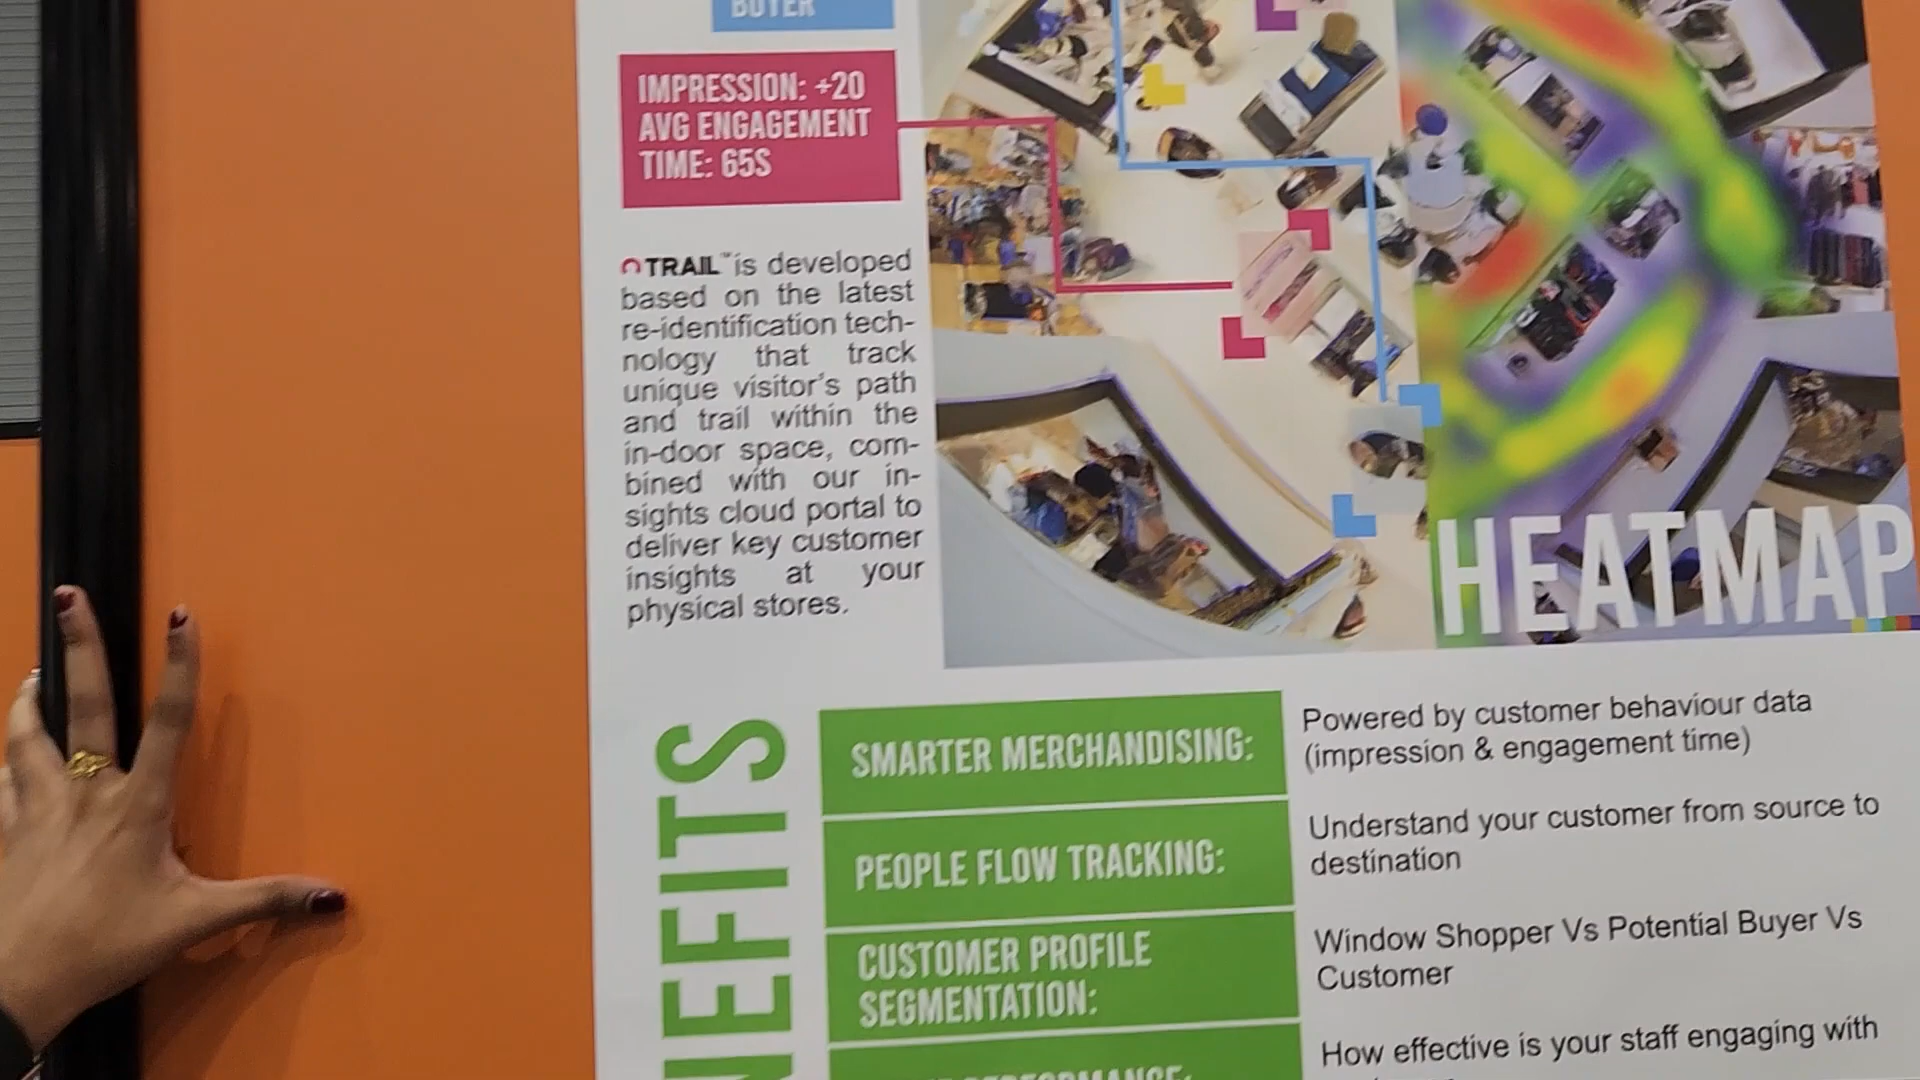 BUYER
IMPRESSION: +20
AVG ENGAGEMENT
TIME: 65S
TRAIL™ is developed
based on the latest
re-identification tech-
nology that track
unique visitor's path
and trail within the
in-door space, com-
bined with our in-
sights cloud portal to
deliver key customer
insights at your
physical stores.
HEATMAP
SMARTER MERCHANDISING:
Powered by customer behaviour data
(impression & engagement time)
PEOPLE FLOW TRACKING:
Understand your customer from source to
destination
CUSTOMER PROFILE
SEGMENTATION:
Window Shopper Vs Potential Buyer Vs
Customer
How effective is your staff engaging with